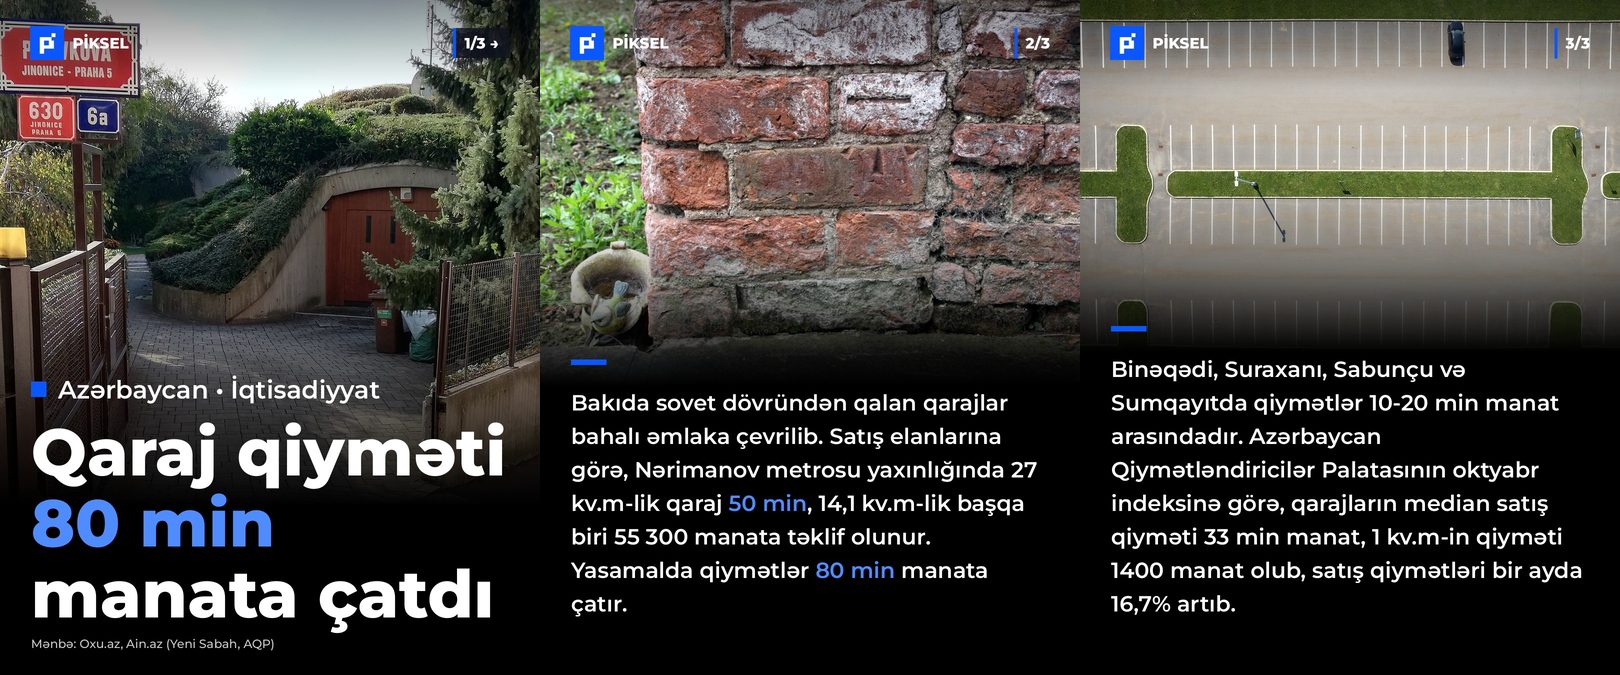 PİKSEL
1/3 →
JINONICE - PRAHA 5
630
JINONICE
PRAHA 5
6a
Azərbaycan • İqtisadiyyat
Qaraj qiyməti
80 min
manata çatdı
Mənbə: Oxu.az, Ain.az (Yeni Sabah, AQP)
PİKSEL
2/3
Bakıda sovet dövründən qalan qarajlar
bahalı əmlaka çevrilib. Satış elanlarına
görə, Nərimanov metrosu yaxınlığında 27
kv.m-lik qaraj 50 min, 14,1 kv.m-lik başqa
biri 55 300 manata təklif olunur.
Yasamalda qiymətlər 80 min manata
çatır.
PİKSEL
3/3
Binəqədi, Suraxanı, Sabunçu və
Sumqayıtda qiymətlər 10-20 min manat
arasındadır. Azərbaycan
Qiymətləndiricilər Palatasının oktyabr
indeksinə görə, qarajların median satış
qiyməti 33 min manat, 1 kv.m-in qiyməti
1400 manat olub, satış qiymətləri bir ayda
16,7% artıb.